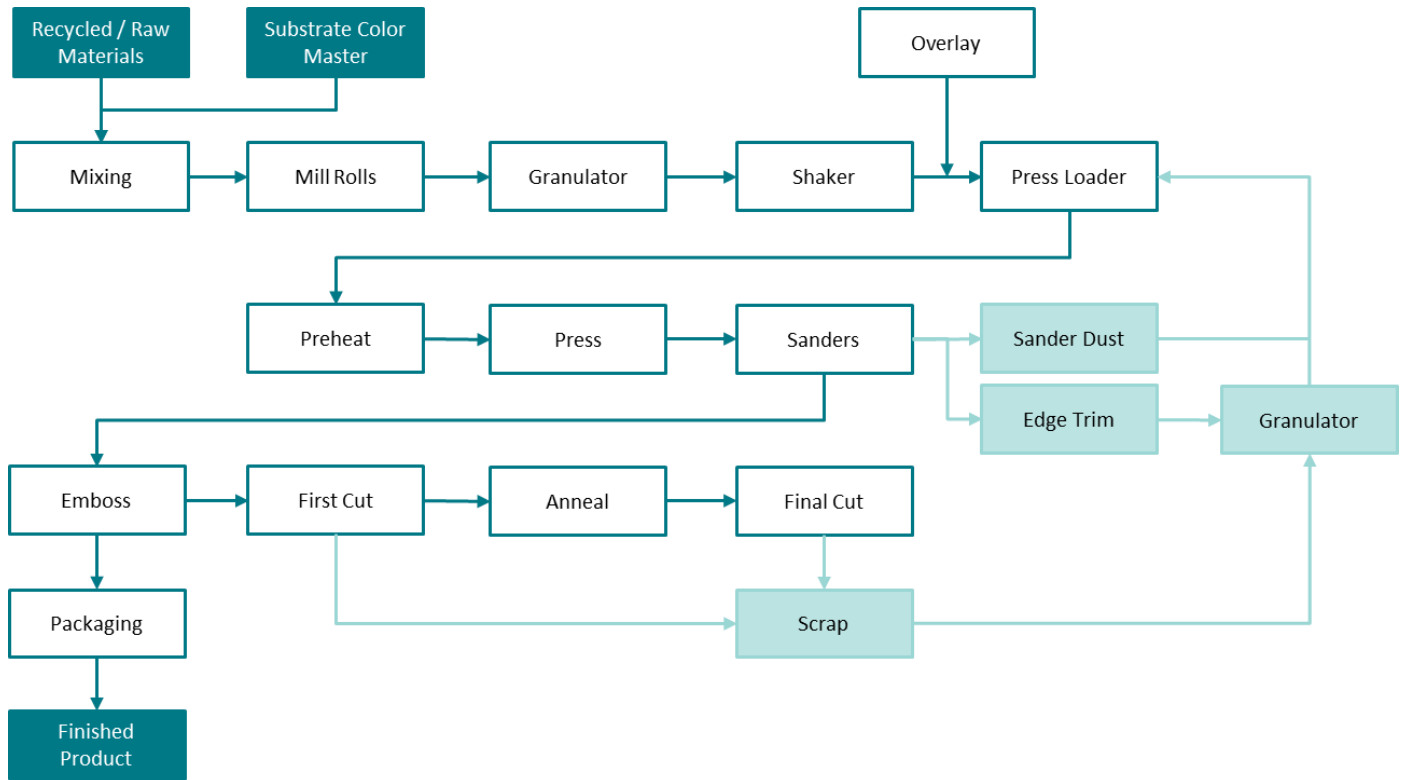 Recycled / Raw
Materials
Substrate Color
Master
Overlay
Mixing
Mill Rolls
Granulator
Shaker
Press Loader
Preheat
Press
Sanders
Sander Dust
Edge Trim
Granulator
Emboss
First Cut
Anneal
Final Cut
Packaging
Scrap
Finished
Product